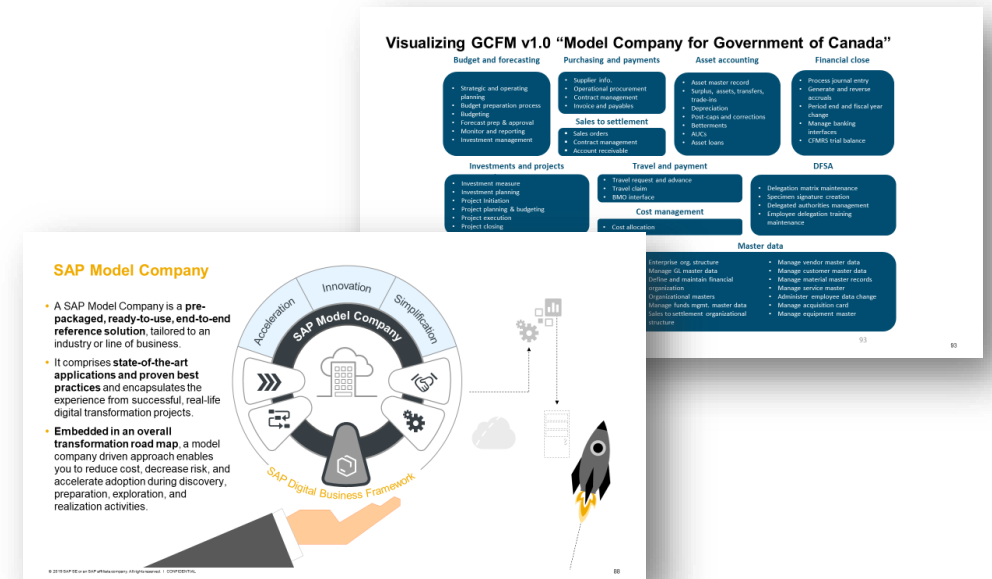 Visualizing GCFM v1.0 “Model Company for Government of Canada”
Budget and forecasting
• Strategic and operating
planning
• Budget preparation process
• Budgeting
• Forecast prep & approval
• Monitor and reporting
• Investment management
Purchasing and payments
• Supplier info.
• Operational procurement
• Contract management
• Invoice and payables
Sales to settlement
• Sales orders
• Contract management
• Account receivable
Asset accounting
• Asset master record
• Surplus, assets, transfers,
trade-ins
• Depreciation
• Post-caps and corrections
• Betterments
• AUCs
• Asset loans
Financial close
• Process journal entry
• Generate and reverse
accruals
• Period end and fiscal year
change
• Manage banking
interfaces
• CFMRS trial balance
Investments and projects
• Investment measure
• Investment planning
• Project Initiation
• Project planning & budgeting
• Project execution
• Project closing
Travel and payment
• Travel request and advance
• Travel claim
• BMO interface
Cost management
• Cost allocation
DFSA
• Delegation matrix maintenance
• Specimen signature creation
• Delegated authorities management
• Employee delegation training
maintenance
Master data
Enterprise org. structure
Manage GL master data
Define and maintain financial
organization
Organizational masters
Manage funds mgmt. master data
Sales to settlement organizational
structure
• Manage vendor master data
• Manage customer master data
• Manage material master records
• Manage service master
• Administer employee data change
• Manage acquisition card
• Manage equipment master
93
93
SAP Model Company
• A SAP Model Company is a pre-
packaged, ready-to-use, end-to-end
reference solution, tailored to an
industry or line of business.
• It comprises state-of-the-art
applications and proven best
practices and encapsulates the
experience from successful, real-life
digital transformation projects.
• Embedded in an overall
transformation road map, a model
company driven approach enables
you to reduce cost, decrease risk, and
accelerate adoption during discovery,
preparation, exploration, and
realization activities.
Acceleration
Innovation
Simplification
SAP Model Company
SAP Digital Business Framework
© 2019 SAP SE or an SAP affiliate company. All rights reserved. | CONFIDENTIAL
88